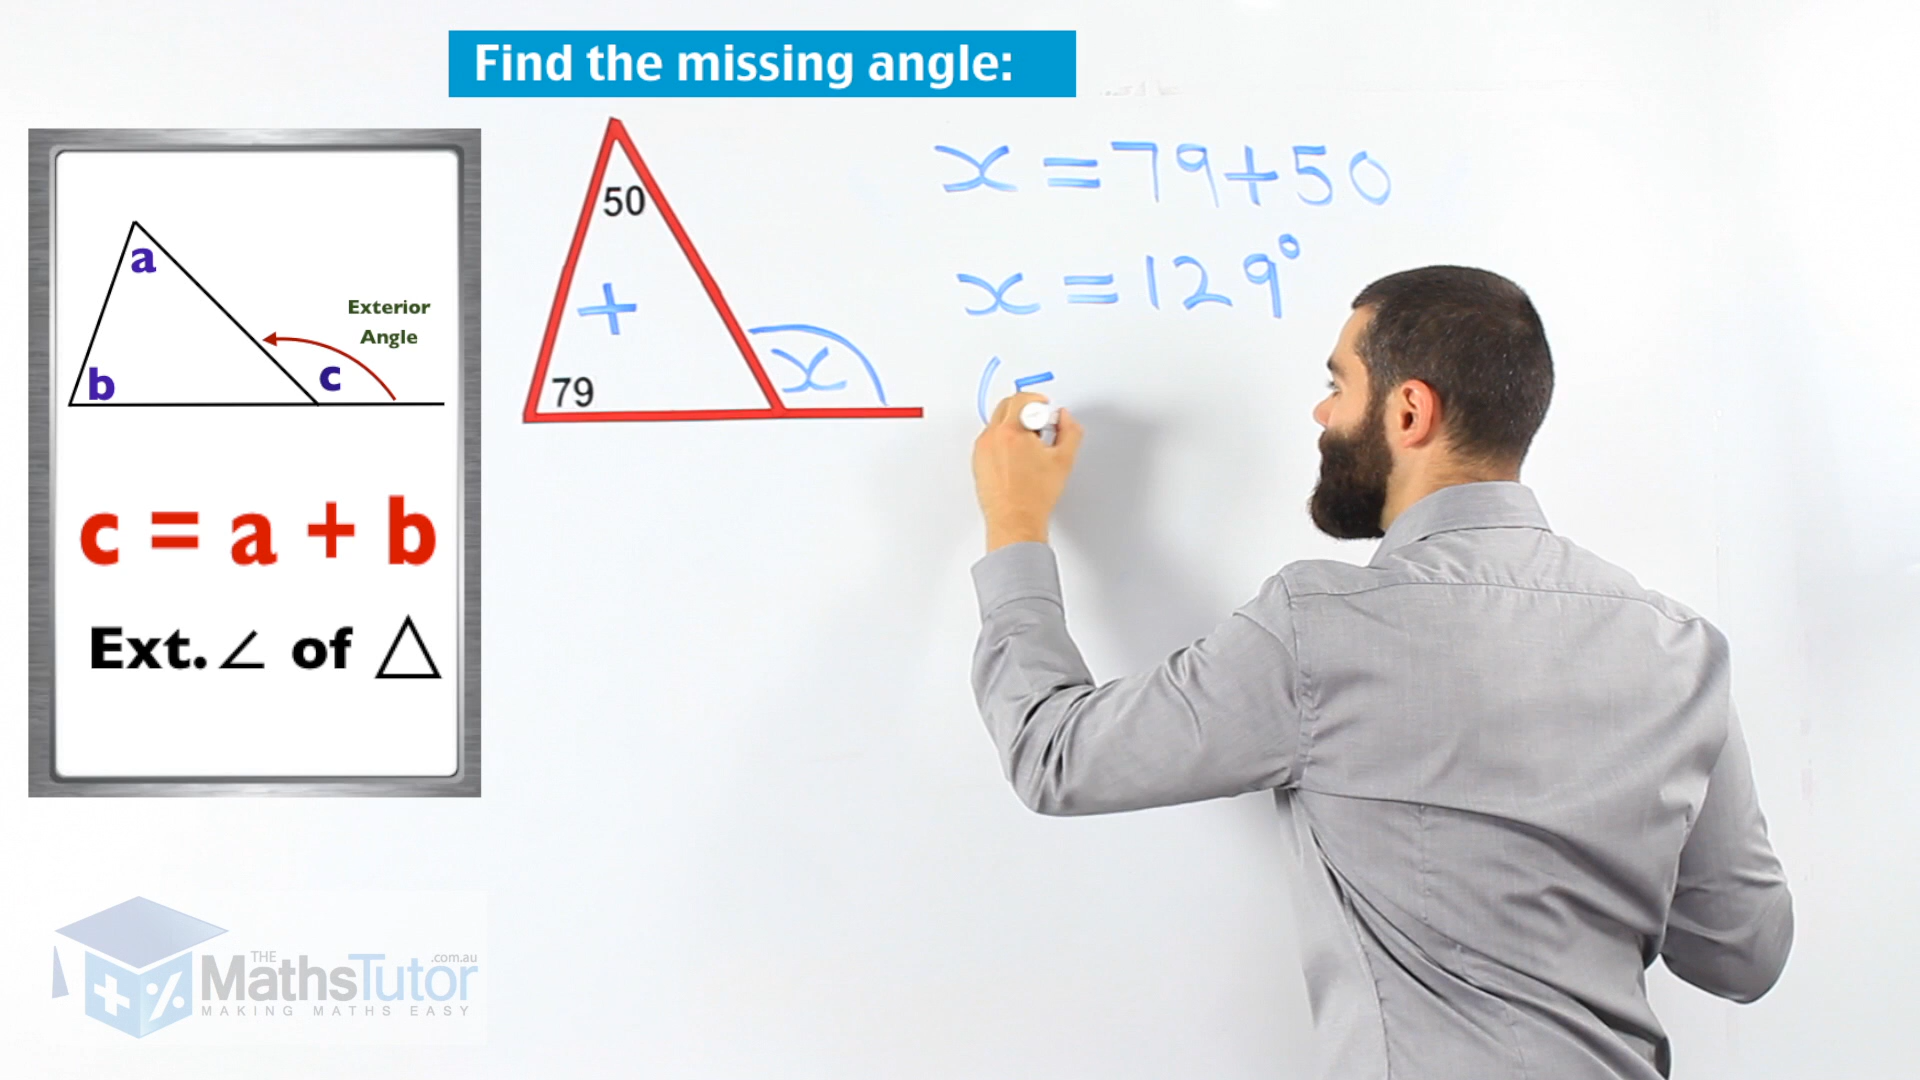 Find the missing angle:
a
b
c
Exterior
Angle
c = a + b
Ext. ∠ of △
50
+
79
x
x = 79 + 50
x = 129°
(
THE
MathsTutor
.com.au
MAKING MATHS EASY